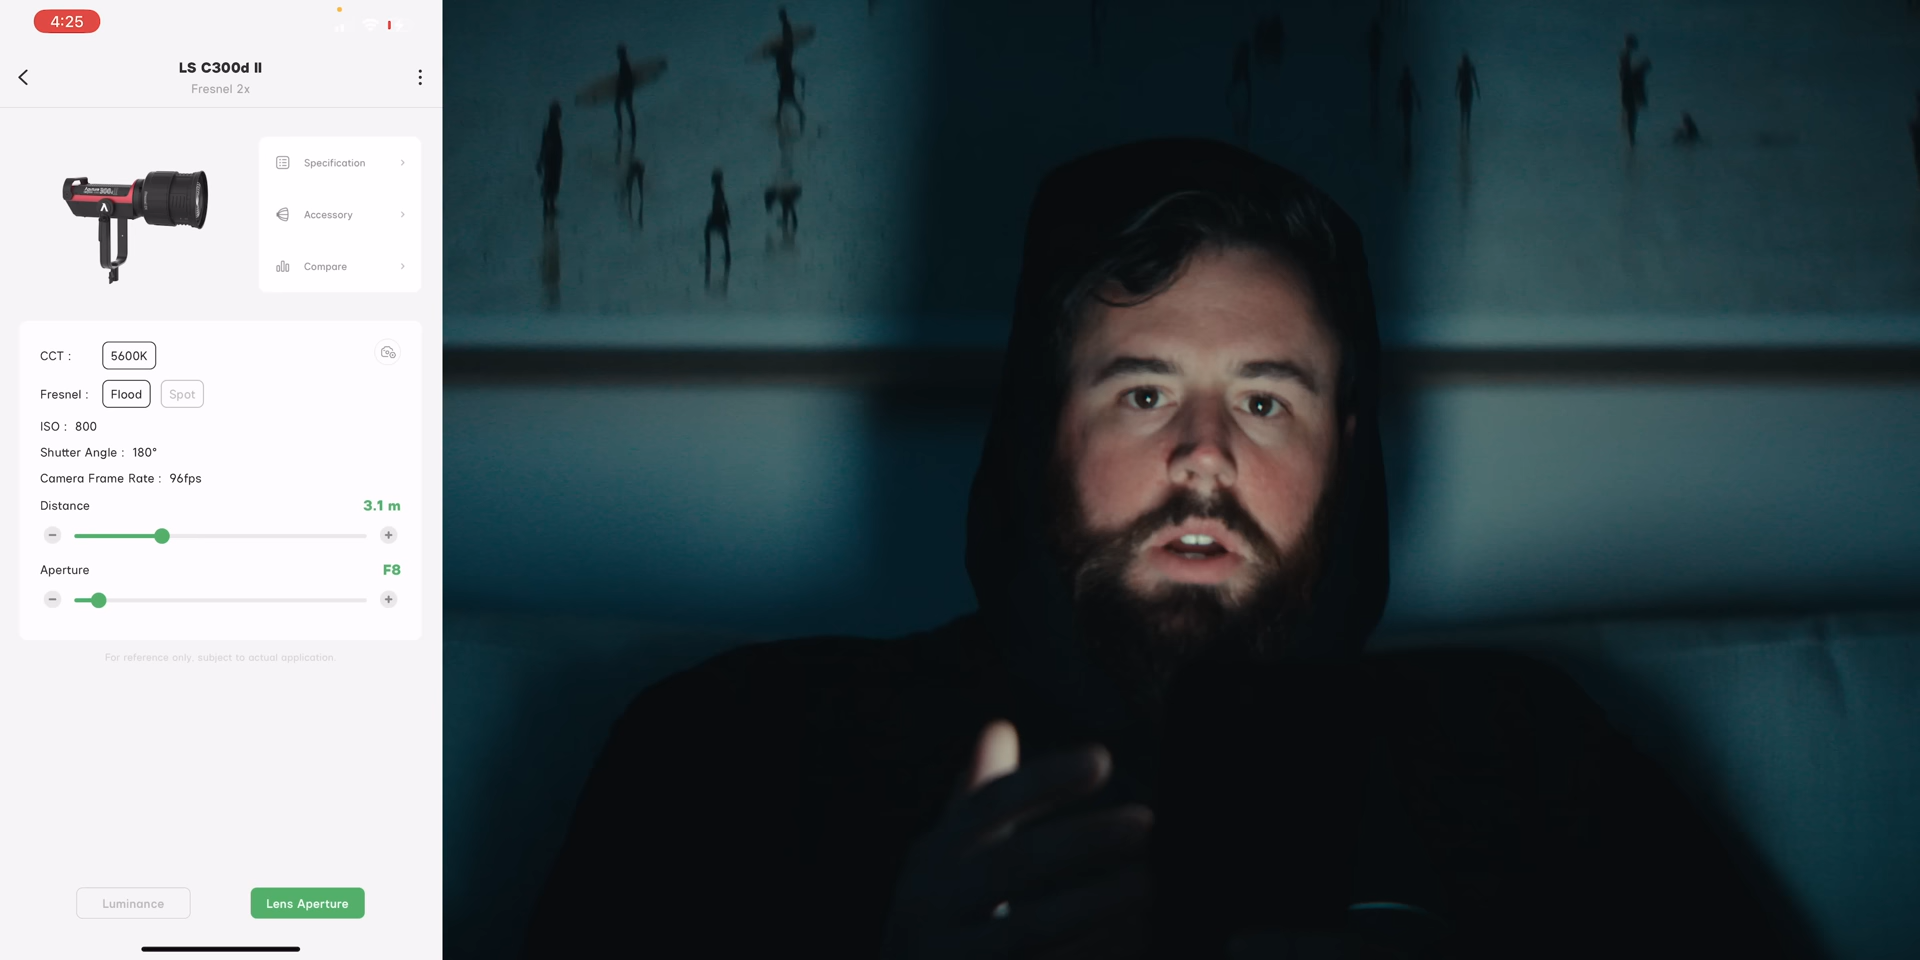 4:25
LS C300d II
Fresnel 2x
Specification
Accessory
Compare
CCT : 5600K
Fresnel : Flood Spot
ISO : 800
Shutter Angle : 180°
Camera Frame Rate : 96fps
Distance 3.1 m
Aperture F8
For reference only, subject to actual application.
Luminance Lens Aperture